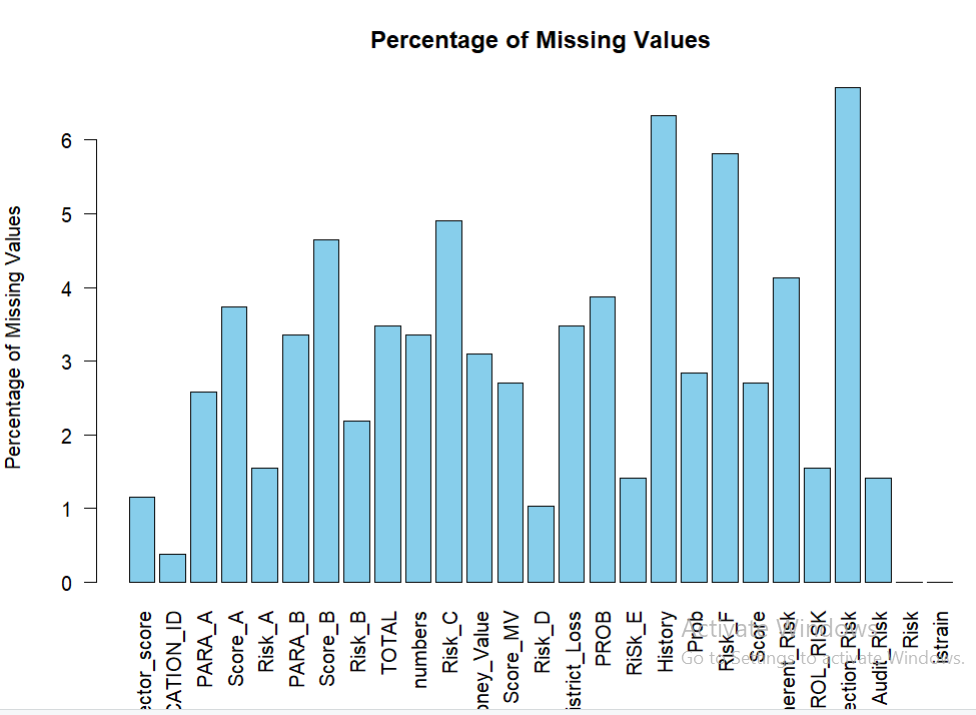 Percentage of Missing Values
Percentage of Missing Values
6
5
4
3
2
1
0
ector_score
CATION_ID
PARA_A
Score_A
Risk_A
PARA_B
Score_B
Risk_B
TOTAL
numbers
Risk_C
oney_Value
Score_MV
Risk_D
istrict_Loss
PROB
RiSk_E
History
Prob
Risk_F
Score
herent_Risk
ROL_RISK
ection_Risk
Audit_Risk
Risk
istrain
Activate Windows
Go to Settings to activate Windows.